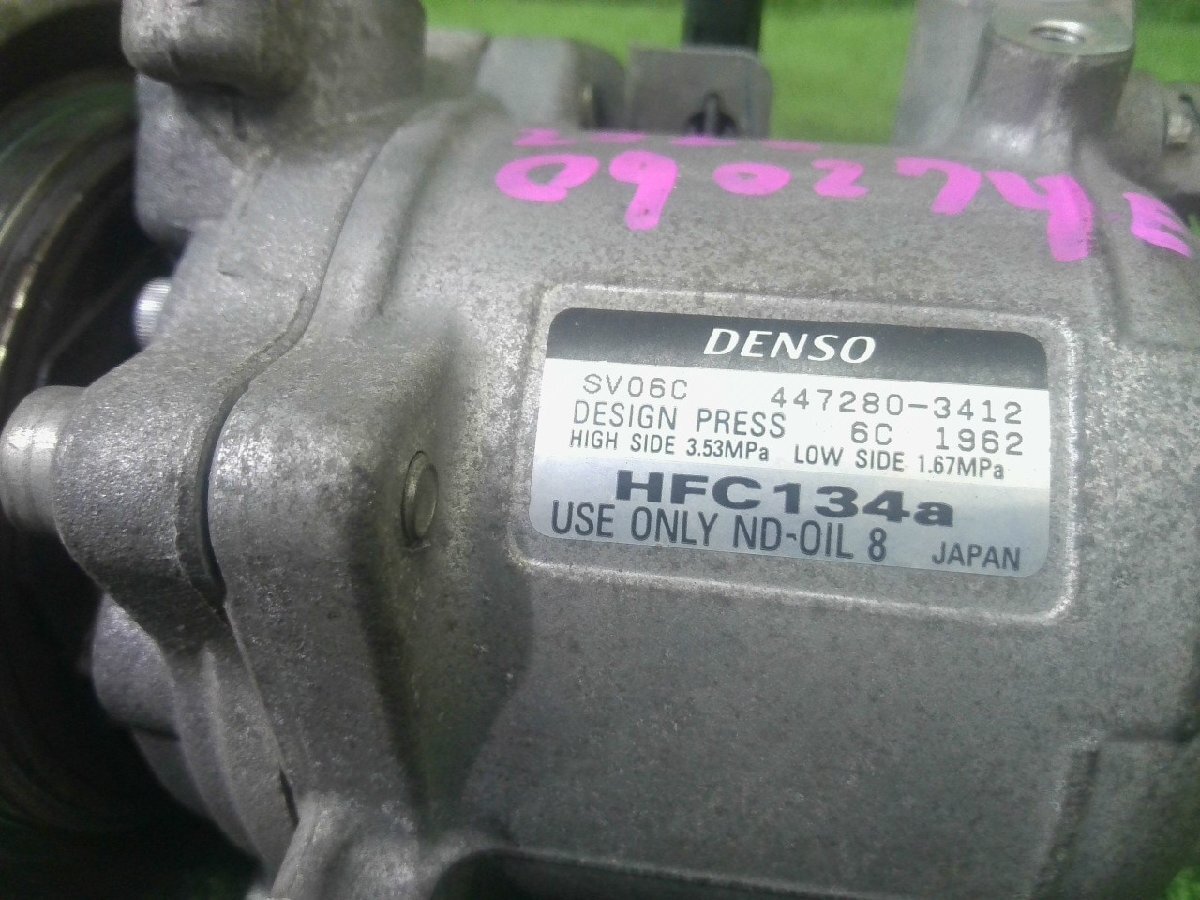 DENSO
SV06C 447280-3412
DESIGN PRESS 6C 1962
HIGH SIDE 3.53MPa LOW SIDE 1.67MPa
HFC134a
USE ONLY ND-OIL 8 JAPAN